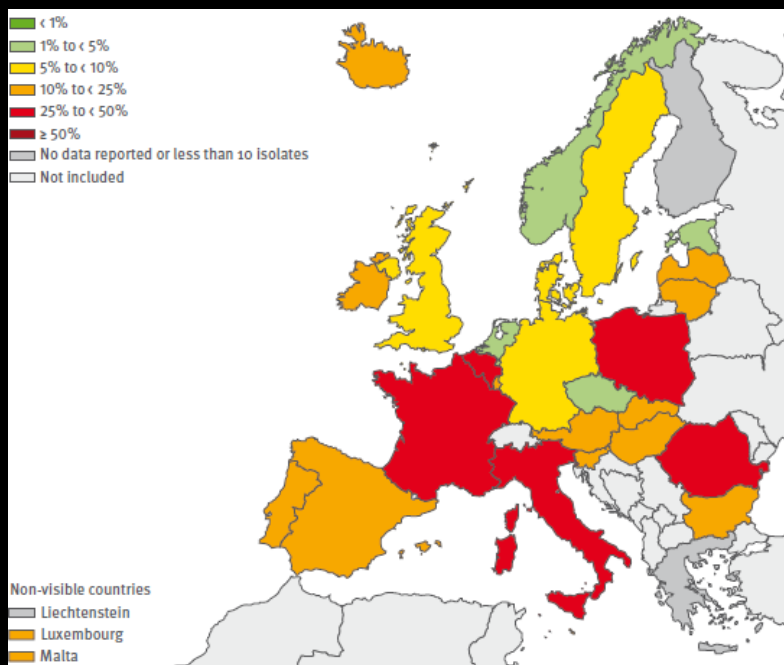 < 1%
1% to < 5%
5% to < 10%
10% to < 25%
25% to < 50%
≥ 50%
No data reported or less than 10 isolates
Not included
Non-visible countries
Liechtenstein
Luxembourg
Malta